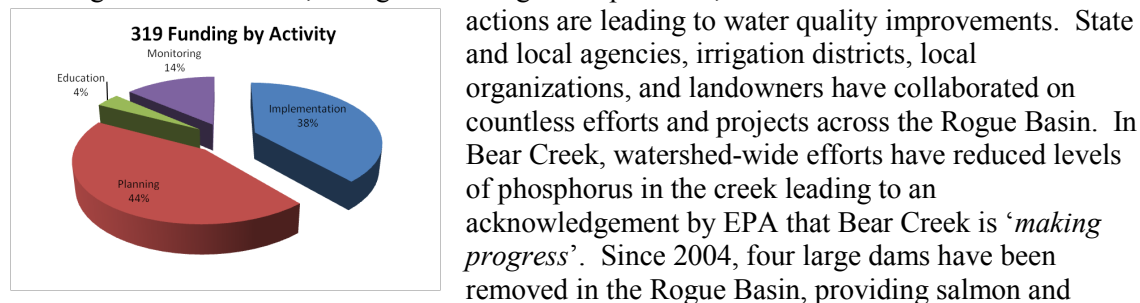 319 Funding by Activity
Monitoring
14%
Education
4%
Implementation
38%
Planning
44%
actions are leading to water quality improvements.  State
and local agencies, irrigation districts, local
organizations, and landowners have collaborated on
countless efforts and projects across the Rogue Basin.  In
Bear Creek, watershed-wide efforts have reduced levels
of phosphorus in the creek leading to an
acknowledgement by EPA that Bear Creek is ‘making
progress’.  Since 2004, four large dams have been
removed in the Rogue Basin, providing salmon and